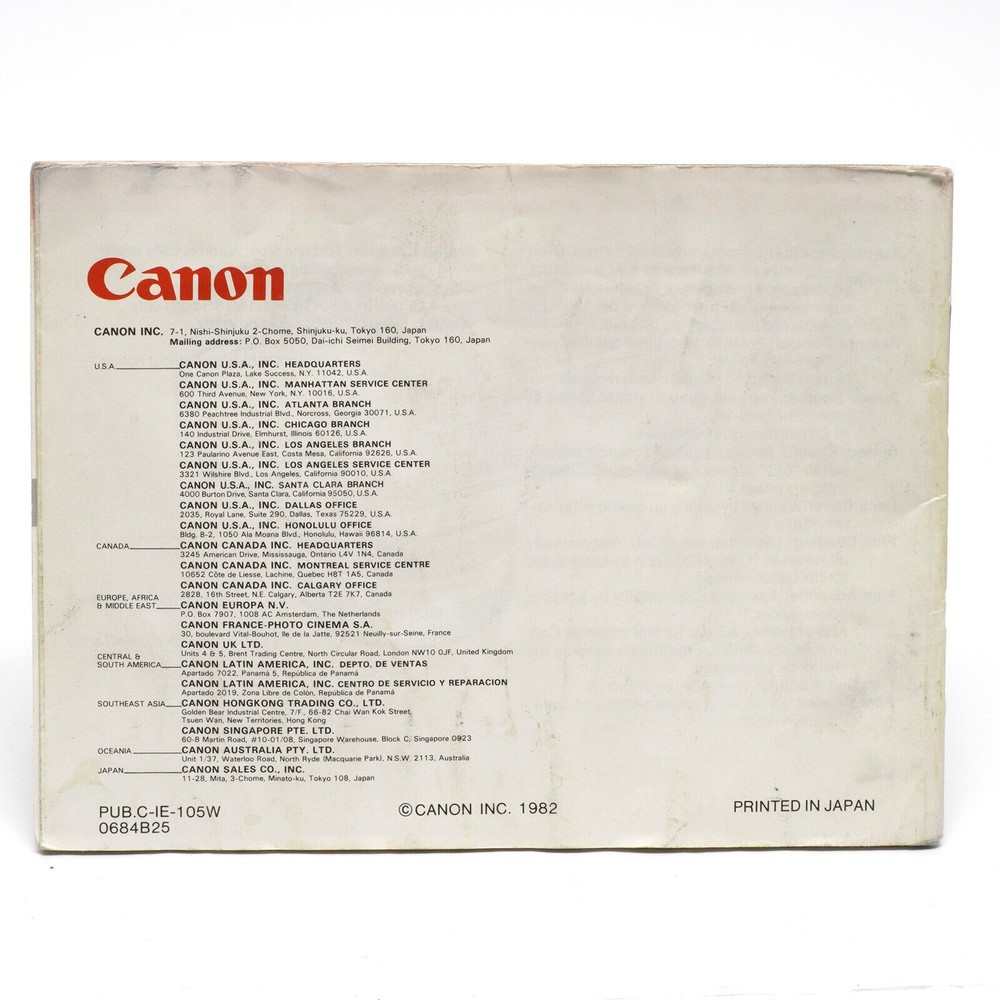 Canon
CANON INC. 7-1, Nishi-Shinjuku 2-Chome, Shinjuku-ku, Tokyo 160, Japan
Mailing address: P.O. Box 5050, Dai-ichi Seimei Building, Tokyo 160, Japan
U.S.A. CANON U.S.A., INC. HEADQUARTERS
One Canon Plaza, Lake Success, N.Y. 11042, U.S.A.
CANON U.S.A., INC. MANHATTAN SERVICE CENTER
600 Third Avenue, New York, N.Y. 10016, U.S.A.
CANON U.S.A., INC. ATLANTA BRANCH
6380 Peachtree Industrial Blvd., Norcross, Georgia 30071, U.S.A.
CANON U.S.A., INC. CHICAGO BRANCH
140 Industrial Drive, Elmhurst, Illinois 60126, U.S.A.
CANON U.S.A., INC. LOS ANGELES BRANCH
123 Paularino Avenue East, Costa Mesa, California 92626, U.S.A.
CANON U.S.A., INC. LOS ANGELES SERVICE CENTER
3321 Wilshire Blvd., Los Angeles, California 90010, U.S.A.
CANON U.S.A., INC. SANTA CLARA BRANCH
4000 Burton Drive, Santa Clara, California 95050, U.S.A.
CANON U.S.A., INC. DALLAS OFFICE
2035, Royal Lane, Suite 290, Dallas, Texas 75229, U.S.A.
CANON U.S.A., INC. HONOLULU OFFICE
Bldg. B-2, 1050 Ala Moana Blvd., Honolulu, Hawaii 96814, U.S.A.
CANADA CANON CANADA INC. HEADQUARTERS
3245 American Drive, Mississauga, Ontario L4V 1N4, Canada
CANON CANADA INC. MONTREAL SERVICE CENTRE
10652 Côte de Liesse, Lachine, Quebec H8T 1A5, Canada
CANON CANADA INC. CALGARY OFFICE
2828, 16th Street, N.E. Calgary, Alberta T2E 7K7, Canada
EUROPE, AFRICA
& MIDDLE EAST CANON EUROPA N.V.
P.O. Box 7907, 1008 AC Amsterdam, The Netherlands
CANON FRANCE-PHOTO CINEMA S.A.
30, boulevard Vital-Bouhot, Ile de la Jatte, 92521 Neuilly-sur-Seine, France
CANON UK LTD.
Units 4 & 5, Brent Trading Centre, North Circular Road, London NW10 0JF, United Kingdom
CENTRAL &
SOUTH AMERICA CANON LATIN AMERICA, INC. DEPTO. DE VENTAS
Apartado 7022, Panamá 5, República de Panamá
CANON LATIN AMERICA, INC. CENTRO DE SERVICIO Y REPARACION
Apartado 2019, Zona Libre de Colón, República de Panamá
SOUTHEAST ASIA CANON HONGKONG TRADING CO., LTD.
Golden Bear Industrial Centre, 7/F., 66-82 Chai Wan Kok Street,
Tsuen Wan, New Territories, Hong Kong
CANON SINGAPORE PTE. LTD.
60-B Martin Road, #10-01/08, Singapore Warehouse, Block C, Singapore 0923
OCEANIA CANON AUSTRALIA PTY. LTD.
Unit 1/37, Waterloo Road, North Ryde (Macquarie Park), N.S.W. 2113, Australia
JAPAN CANON SALES CO., INC.
11-28, Mita, 3-Chome, Minato-ku, Tokyo 108, Japan
PUB.C-IE-105W
0684B25
©CANON INC. 1982
PRINTED IN JAPAN